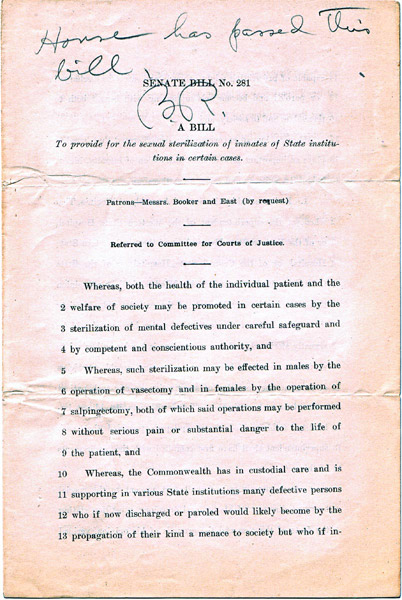 House has passed this
bill
SENATE BILL No. 281
A BILL
To provide for the sexual sterilization of inmates of State institu-
tions in certain cases.
Patrons—Messrs. Booker and East (by request)
Referred to Committee for Courts of Justice.
Whereas, both the health of the individual patient and the
2 welfare of society may be promoted in certain cases by the
3 sterilization of mental defectives under careful safeguard and
4 by competent and conscientious authority, and
5 Whereas, such sterilization may be effected in males by the
6 operation of vasectomy and in females by the operation of
7 salpingectomy, both of which said operations may be performed
8 without serious pain or substantial danger to the life of
9 the patient, and
10 Whereas, the Commonwealth has in custodial care and is
11 supporting in various State institutions many defective persons
12 who if now discharged or paroled would likely become by the
13 propagation of their kind a menace to society but who if in-